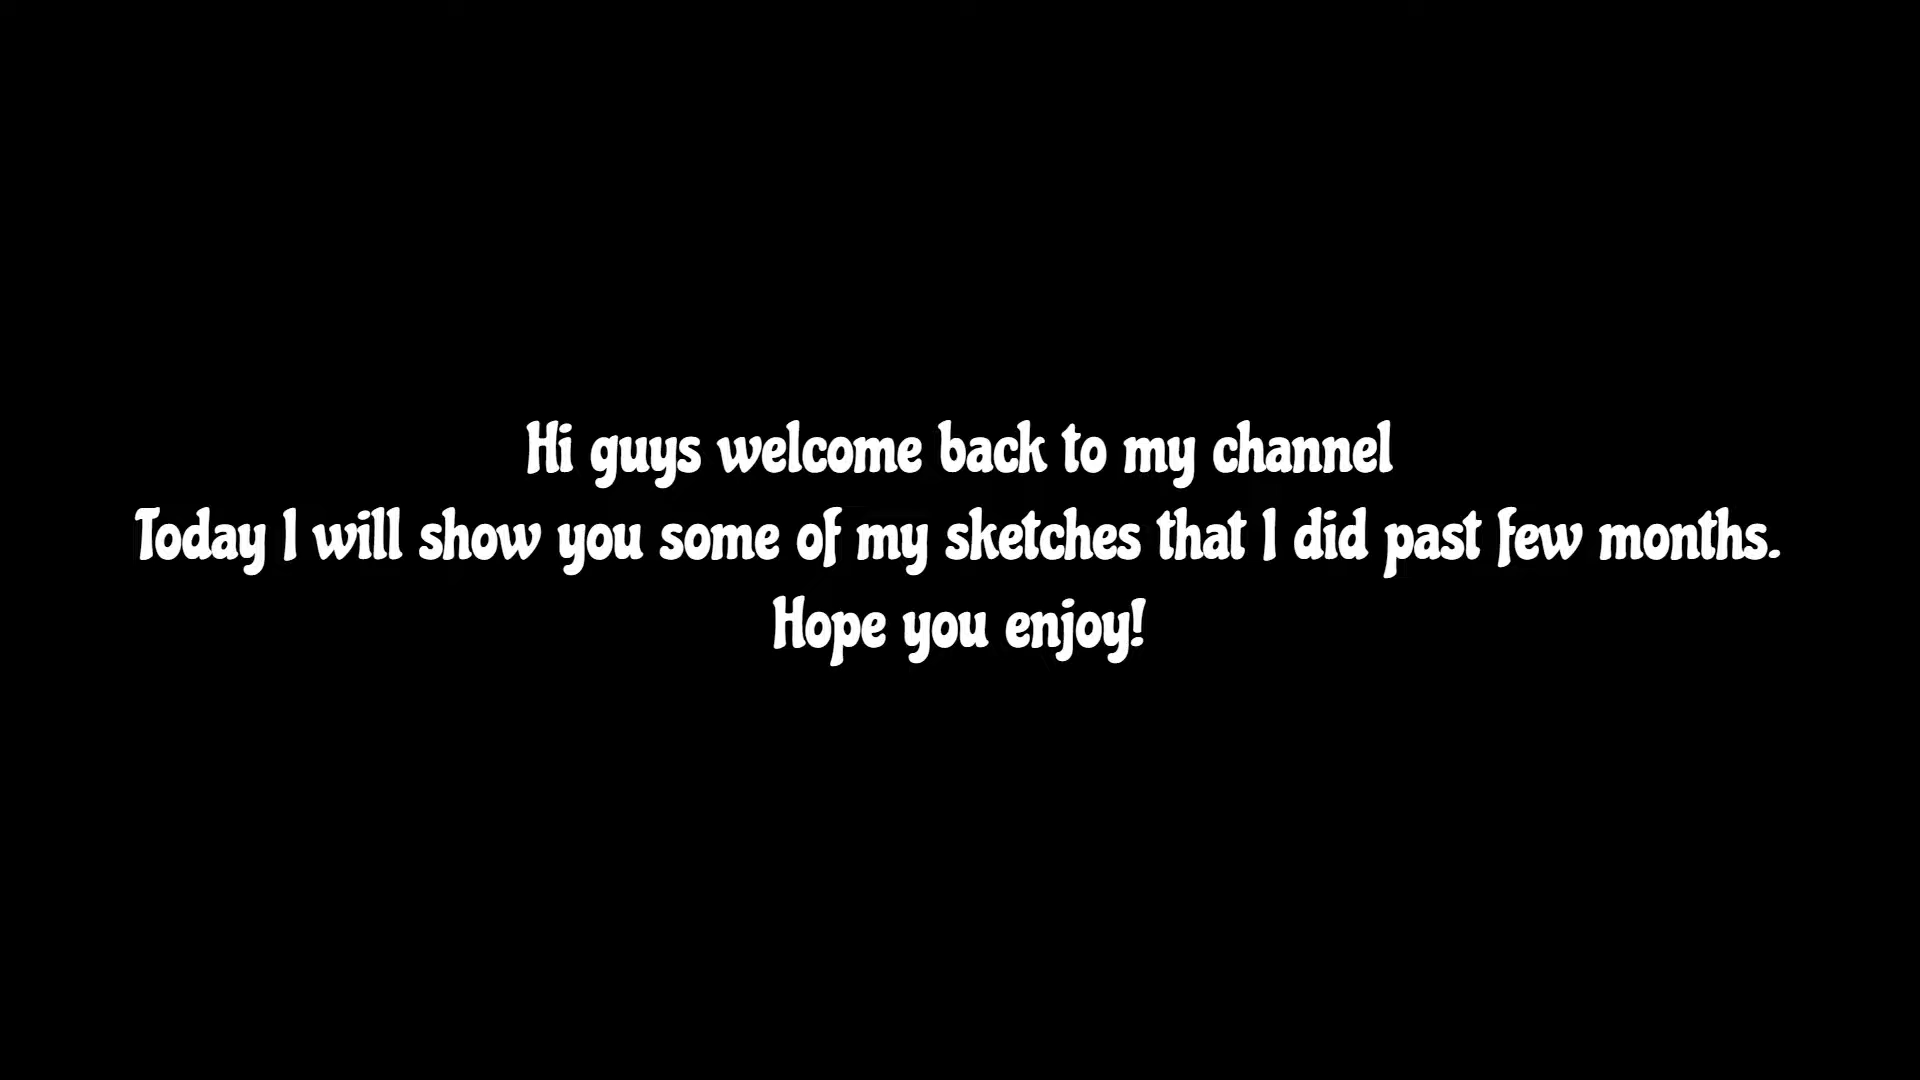 Hi guys welcome back to my channel
Today I will show you some of my sketches that I did past few months.
Hope you enjoy!